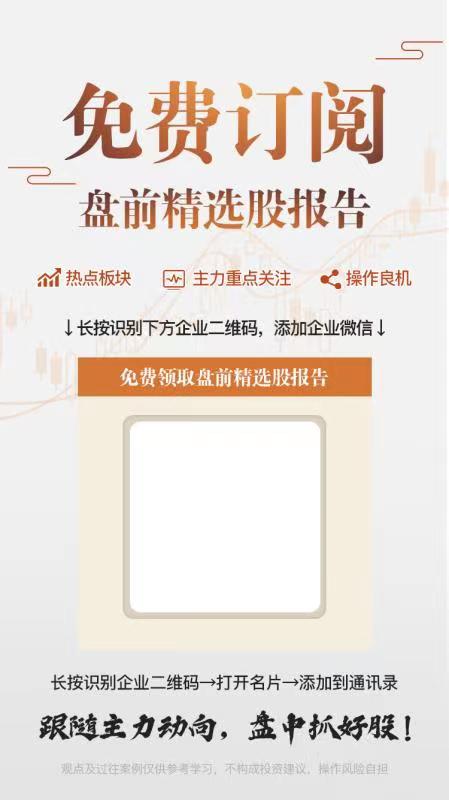 免费订阅
盘前精选股报告
热点板块 主力重点关注 操作良机
↓长按识别下方企业二维码，添加企业微信↓
免费领取盘前精选股报告
长按识别企业二维码→打开名片→添加到通讯录
跟随主力动向，盘中抓好股！
观点及过往案例仅供参考学习，不构成投资建议，操作风险自担